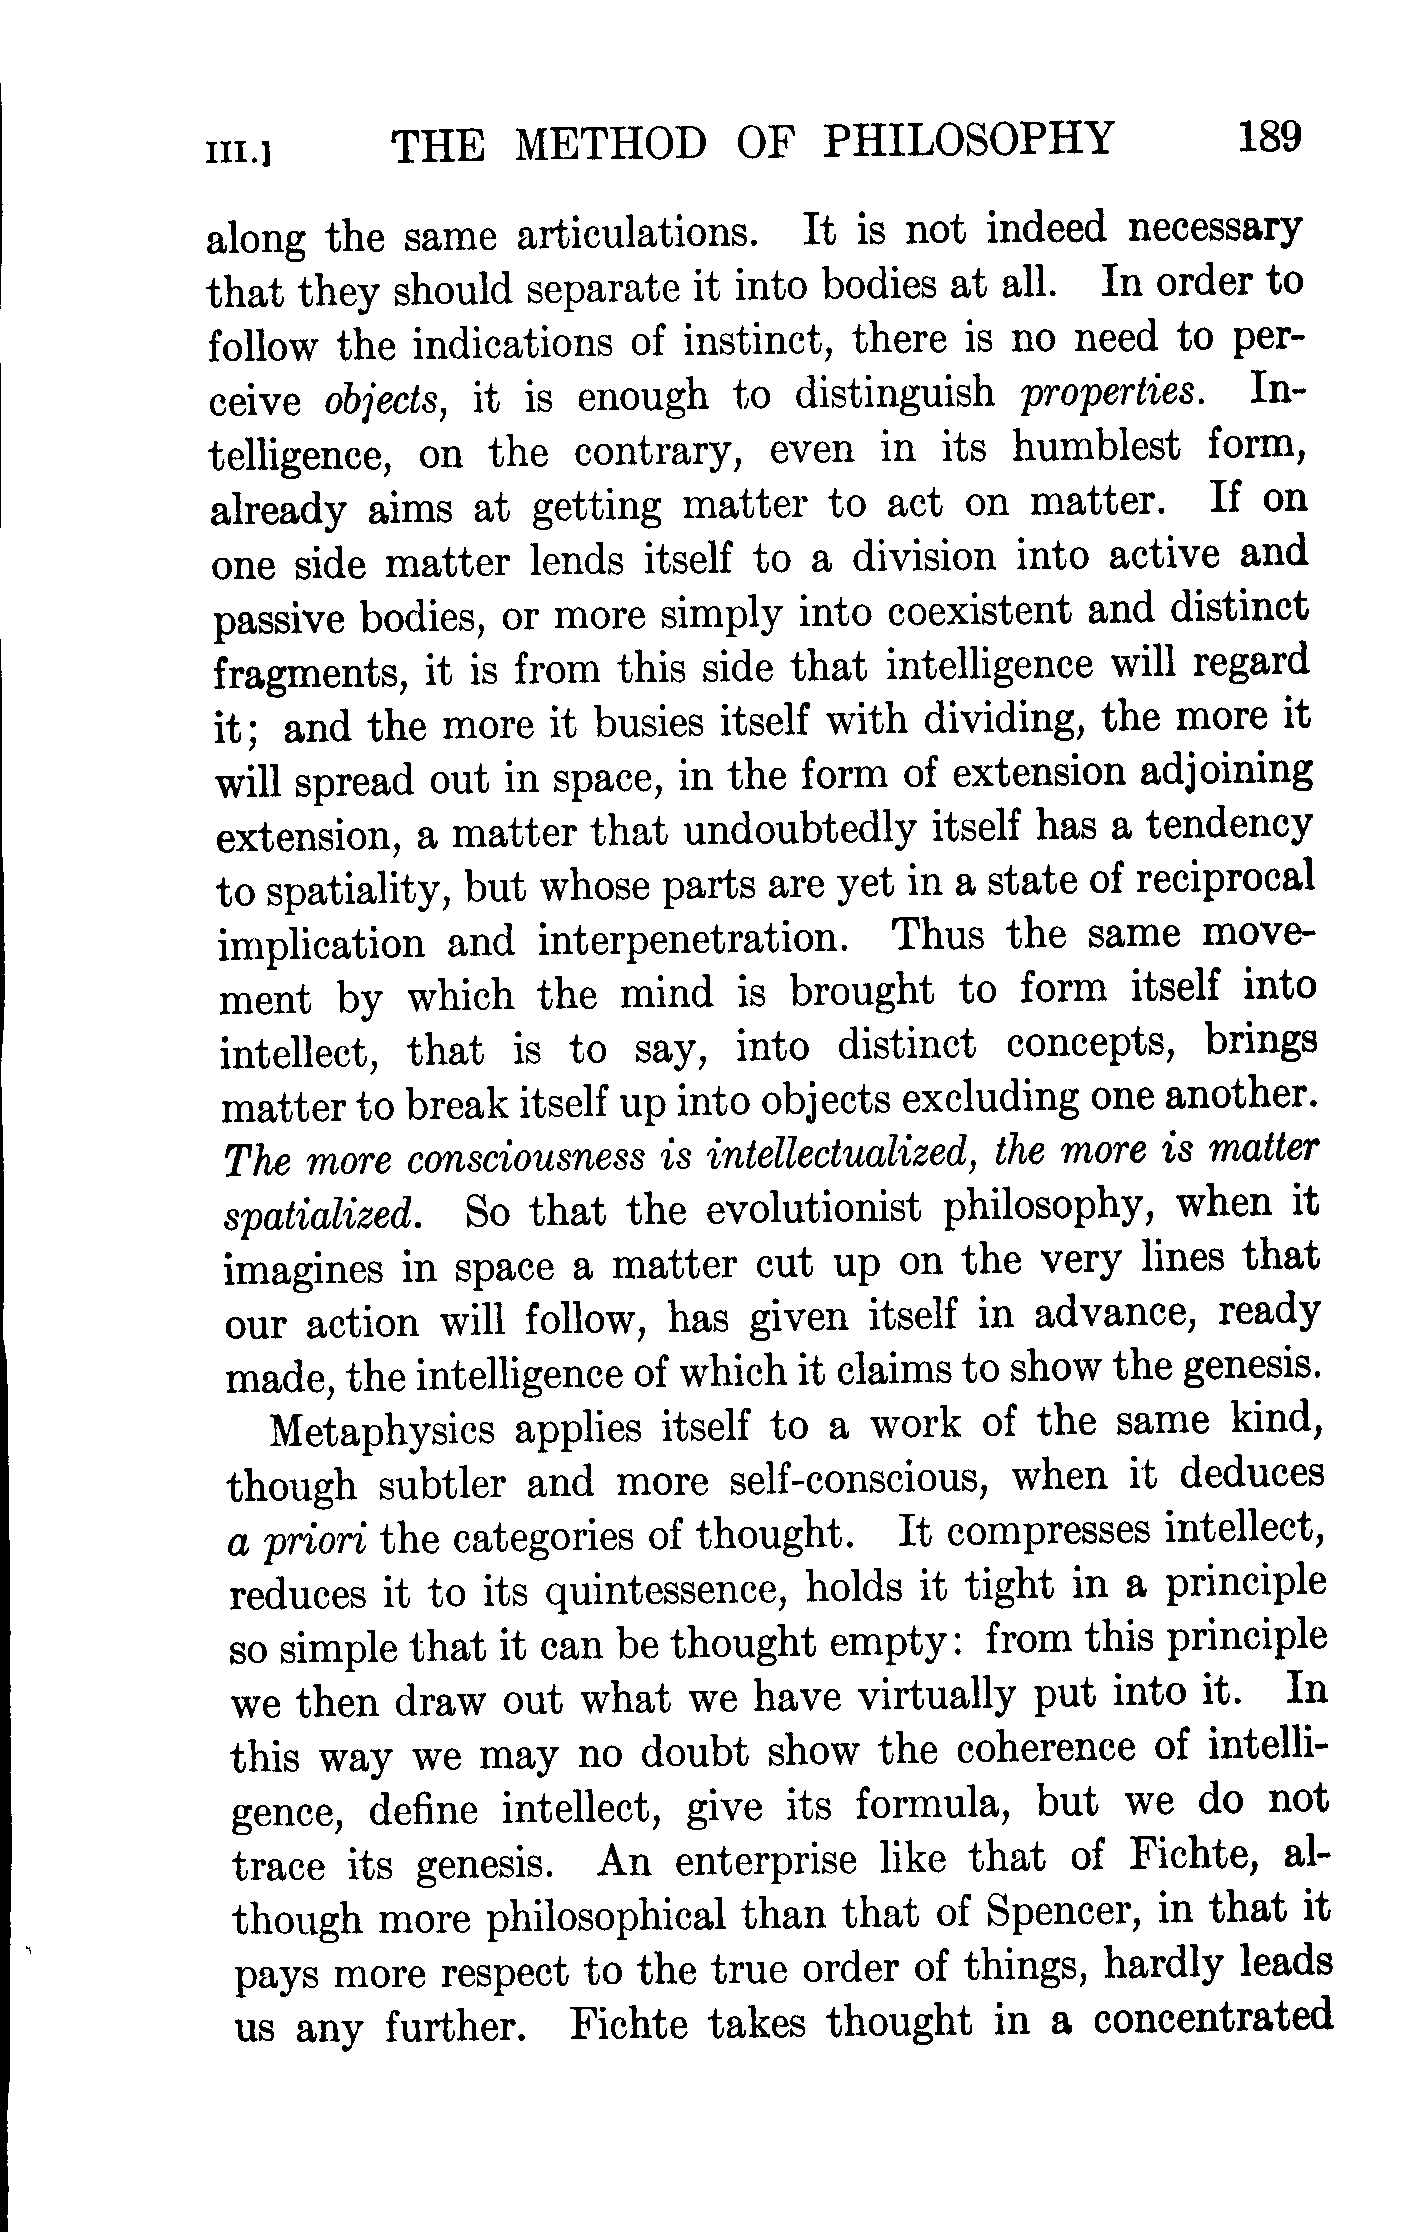 III.] THE METHOD OF PHILOSOPHY 189
along the same articulations. It is not indeed necessary
that they should separate it into bodies at all. In order to
follow the indications of instinct, there is no need to per-
ceive objects, it is enough to distinguish properties. In-
telligence, on the contrary, even in its humblest form,
already aims at getting matter to act on matter. If on
one side matter lends itself to a division into active and
passive bodies, or more simply into coexistent and distinct
fragments, it is from this side that intelligence will regard
it; and the more it busies itself with dividing, the more it
will spread out in space, in the form of extension adjoining
extension, a matter that undoubtedly itself has a tendency
to spatiality, but whose parts are yet in a state of reciprocal
implication and interpenetration. Thus the same move-
ment by which the mind is brought to form itself into
intellect, that is to say, into distinct concepts, brings
matter to break itself up into objects excluding one another.
The more consciousness is intellectualized, the more is matter
spatialized. So that the evolutionist philosophy, when it
imagines in space a matter cut up on the very lines that
our action will follow, has given itself in advance, ready
made, the intelligence of which it claims to show the genesis.
Metaphysics applies itself to a work of the same kind,
though subtler and more self-conscious, when it deduces
a priori the categories of thought. It compresses intellect,
reduces it to its quintessence, holds it tight in a principle
so simple that it can be thought empty: from this principle
we then draw out what we have virtually put into it. In
this way we may no doubt show the coherence of intelli-
gence, define intellect, give its formula, but we do not
trace its genesis. An enterprise like that of Fichte, al-
though more philosophical than that of Spencer, in that it
pays more respect to the true order of things, hardly leads
us any further. Fichte takes thought in a concentrated